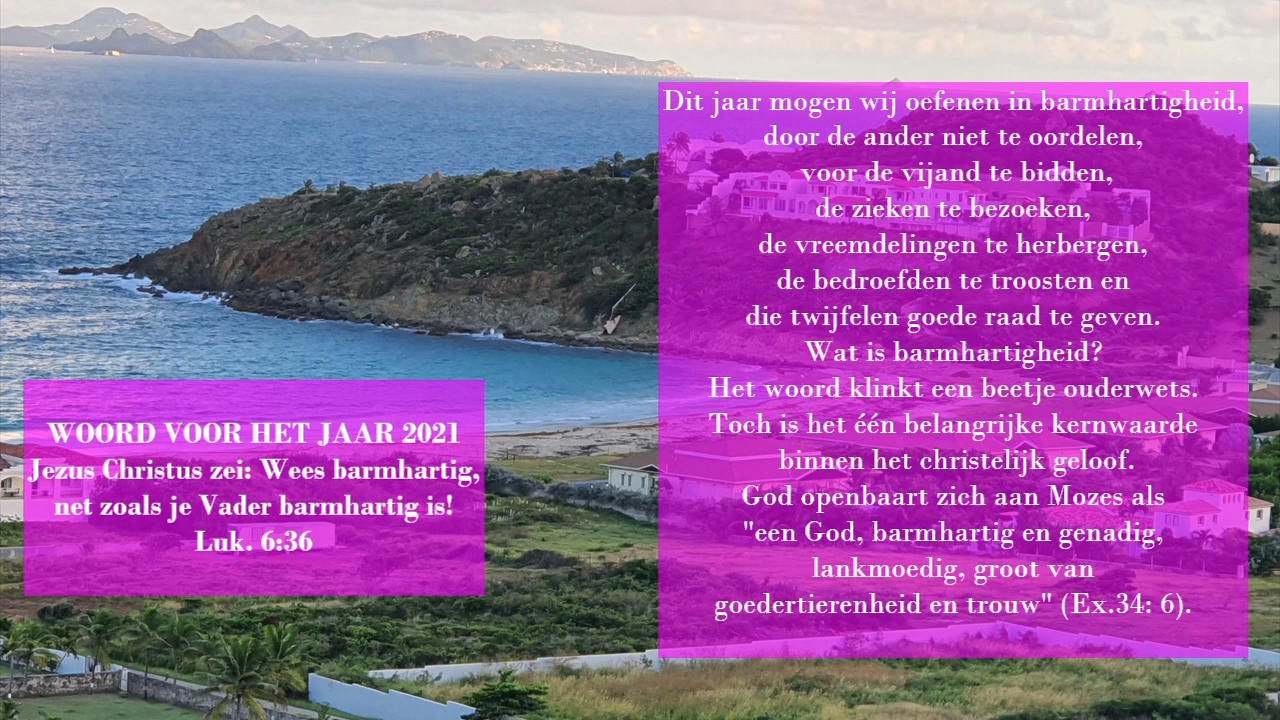 WOORD VOOR HET JAAR 2021
Jezus Christus zei: Wees barmhartig,
net zoals je Vader barmhartig is!
Luk. 6:36
Dit jaar mogen wij oefenen in barmhartigheid,
door de ander niet te oordelen,
voor de vijand te bidden,
de zieken te bezoeken,
de vreemdelingen te herbergen,
de bedroefden te troosten en
die twijfelen goede raad te geven.
Wat is barmhartigheid?
Het woord klinkt een beetje ouderwets.
Toch is het één belangrijke kernwaarde
binnen het christelijk geloof.
God openbaart zich aan Mozes als
"een God, barmhartig en genadig,
lankmoedig, groot van
goedertierenheid en trouw" (Ex.34: 6).